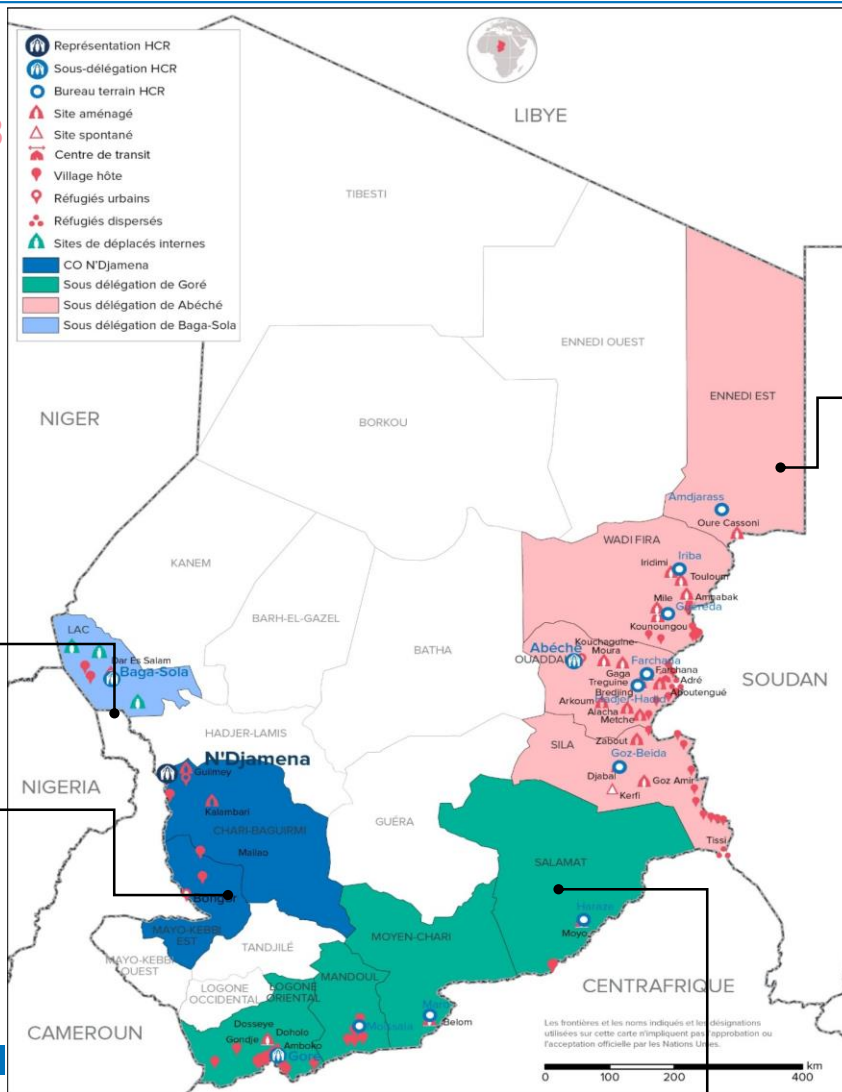 Représentation HCR
Sous-délégation HCR
Bureau terrain HCR
Site aménagé
Site spontané
Centre de transit
Village hôte
Réfugiés urbains
Réfugiés dispersés
Sites de déplacés internes
CO N'Djamena
Sous délégation de Goré
Sous délégation de Abéché
Sous délégation de Baga-Sola
LIBYE
TIBESTI
ENNEDI OUEST
ENNEDI EST
NIGER
BORKOU
Amdjarass
Oure Cassoni
WADI FIRA
KANEM
Iriba
Iridimi
Touloum
BARH-EL-GAZEL
Mile
Amnabak
Guereda
LAC
BATHA
Kounoungou
Kouchaguine-
Moura
Abéché
OUADDAI
Dar Es Salam
Baga-Sola
Farchana
Farchana
Gaga
Adré
Treguine
SOUDAN
Bredjing
Aboutengué
Hadjer-Hadid
Arkoum
Alacha
Metche
HADJER-LAMIS
SILA
Zabout
N'Djamena
Goz-Beida
NIGERIA
Guilmey
Djabal
Goz Amir
Kerfi
Kalambari
GUÉRA
CHARI-BAGUIRMI
Mailao
Tissi
SALAMAT
Bongor
Haraze
MAYO-KEBBI
EST
Moyo
TANDJILÉ
MOYEN-CHARI
MAYO-KEBBI
OUEST
CENTRAFRIQUE
MANDOUL
LOGONE
OCCIDENTAL
LOGONE
ORIENTAL
CAMEROUN
Dosseye
Doholo
Belom
Gondje
Amboko
Goré
Les frontières et les noms indiqués et les désignations
utilisées sur cette carte n'impliquent pas l'approbation ou
l'acceptation officielle par les Nations Unies.
km
0 100 200 400